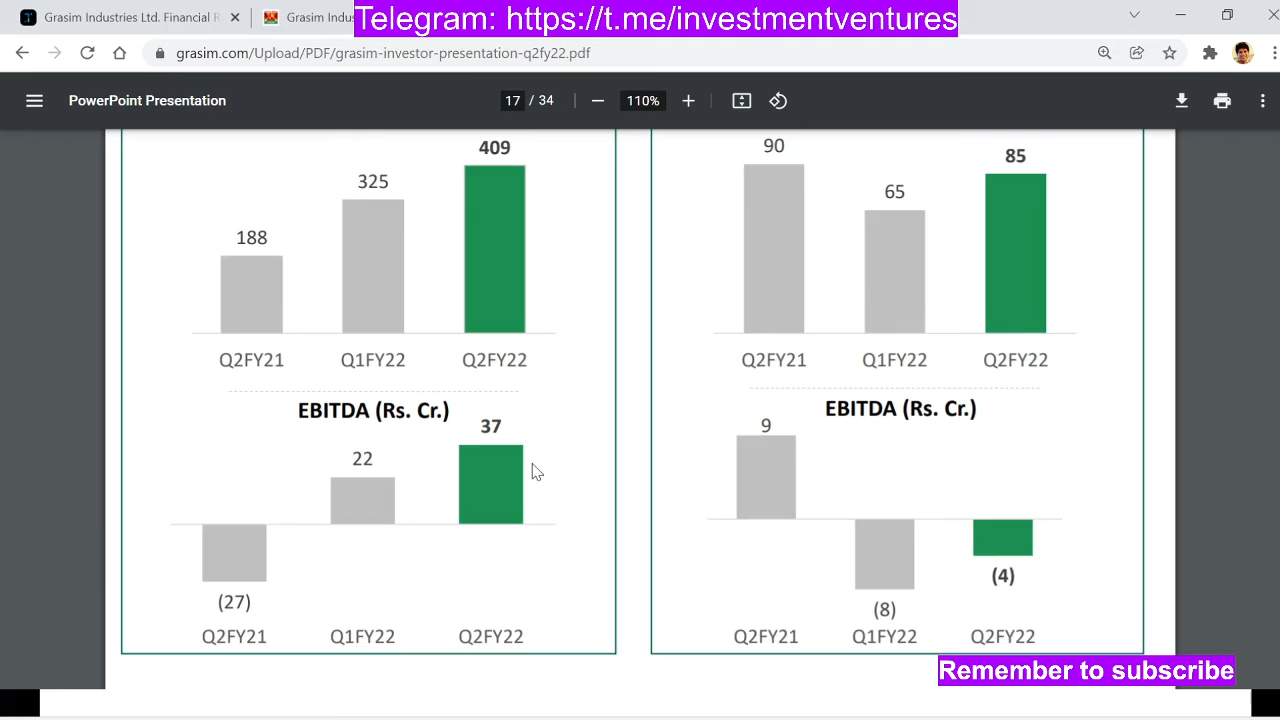 Grasim Industries Ltd. Financial R
Grasim Indus
Telegram: https://t.me/investmentventures
grasim.com/Upload/PDF/grasim-investor-presentation-q2fy22.pdf
PowerPoint Presentation
17 / 34
110%
409
325
188
Q2FY21 Q1FY22 Q2FY22
EBITDA (Rs. Cr.)
37
22
(27)
Q2FY21 Q1FY22 Q2FY22
90
85
65
Q2FY21 Q1FY22 Q2FY22
EBITDA (Rs. Cr.)
9
(4)
(8)
Q2FY21 Q1FY22 Q2FY22
Remember to subscribe